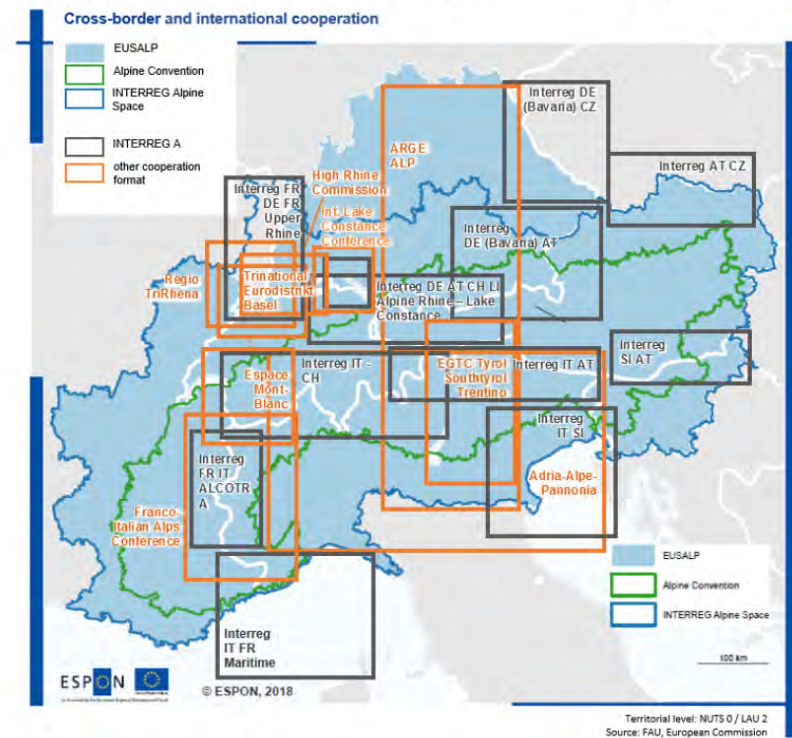 Cross-border and international cooperation
EUSALP
Alpine Convention
INTERREG Alpine
Space
INTERREG A
other cooperation
format
Interreg DE
(Bavaria) CZ
ARGE
ALP
Interreg AT CZ
High Rhine
Commission
Interreg FR
DE FR
Upper
Rhine
Int. Lake
Constance
Conference
Interreg
DE (Bavaria) AT
Regio
TriRhena
Trinational
Eurodistrikt
Basel
Interreg DE AT CH LI
Alpine Rhine – Lake
Constance
Interreg
SI AT
Espace
Mont-
Blanc
Interreg IT -
CH
EGTC Tyrol
Southtyrol
Trentino
Interreg IT AT
Interreg
IT SI
Interreg
FR IT
ALCOTR
A
Adria-Alpe-
Pannonia
Franco-
Italian Alps
Conference
EUSALP
Alpine Convention
INTERREG Alpine Space
Interreg
IT FR
Maritime
100 km
ESPON
© ESPON, 2018
Territorial level: NUTS 0 / LAU 2
Source: FAU, European Commission